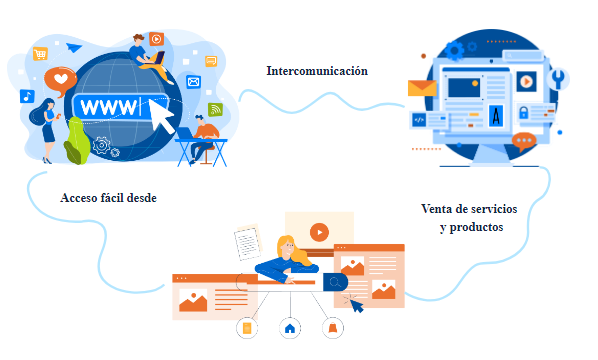 Intercomunicación
WWW
A
Acceso fácil desde
Venta de servicios
y productos